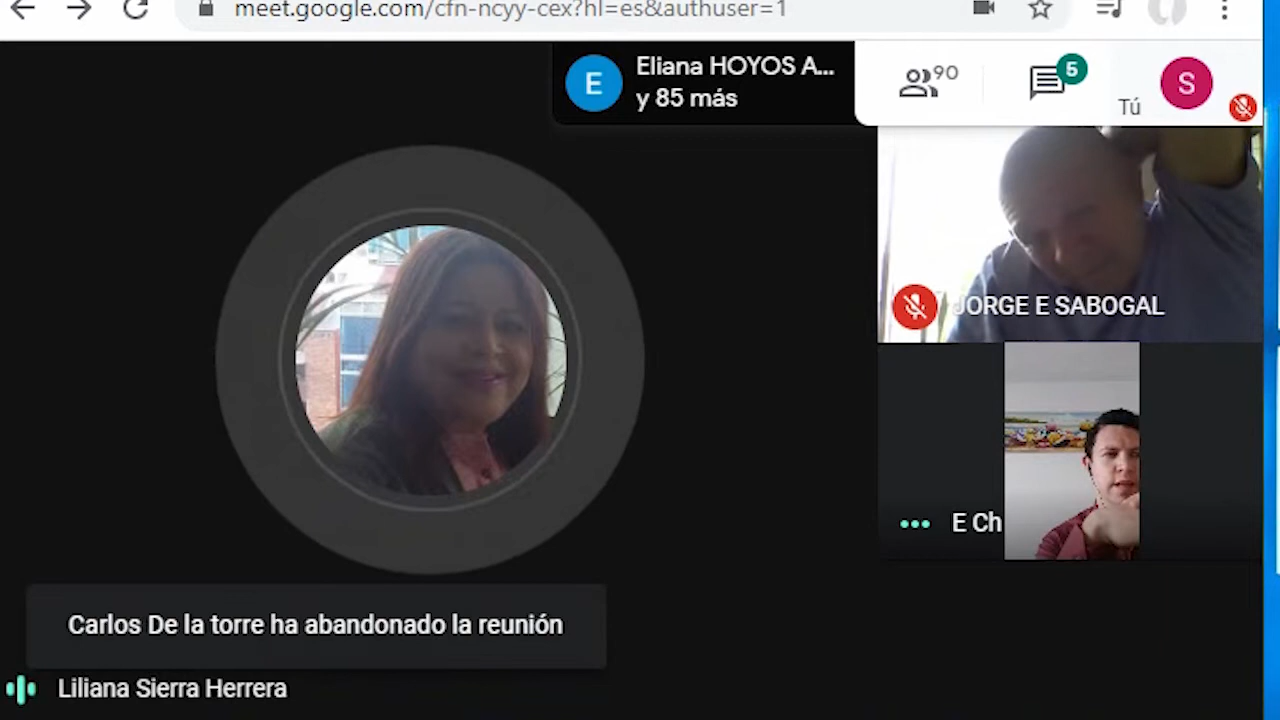 meet.google.com/cfn-ncyy-cex?hl=es&authuser=1
E
Eliana HOYOS A...
y 85 más
90
5
Tú
S
JORGE E SABOGAL
E Ch
Carlos De la torre ha abandonado la reunión
Liliana Sierra Herrera